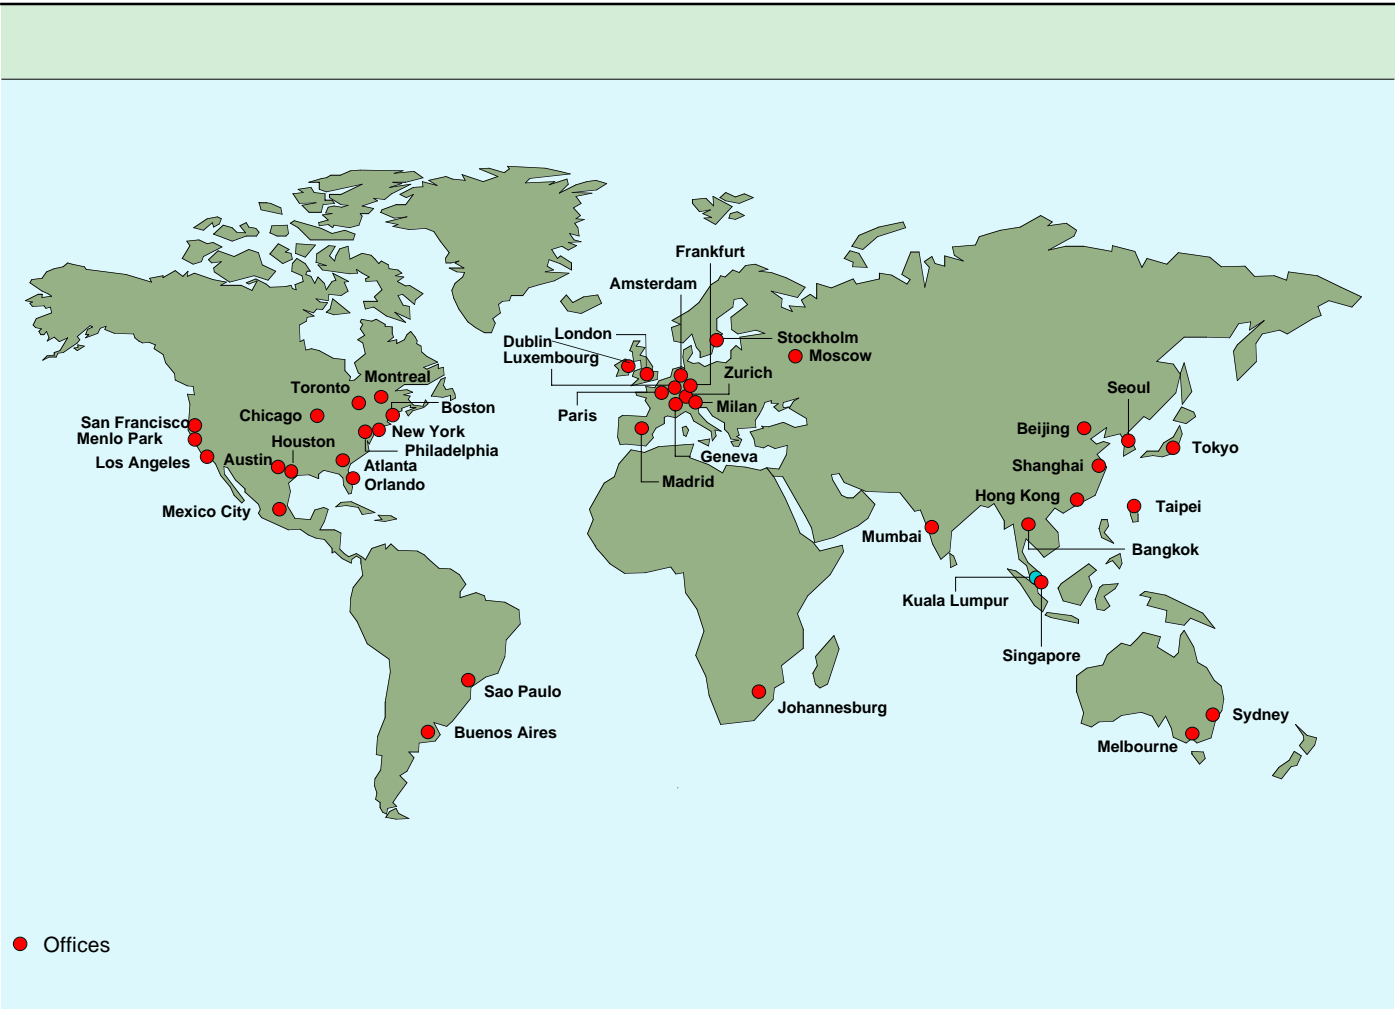 Frankfurt
Amsterdam
London
Dublin
Luxembourg
Stockholm
Moscow
Zurich
Montreal
Toronto
Seoul
Boston
Milan
Paris
Chicago
San Francisco
Menlo Park
New York
Beijing
Houston
Philadelphia
Tokyo
Geneva
Los Angeles
Austin
Atlanta
Shanghai
Orlando
Madrid
Hong Kong
Mexico City
Taipei
Mumbai
Bangkok
Kuala Lumpur
Singapore
Sao Paulo
Johannesburg
Sydney
Buenos Aires
Melbourne
Offices